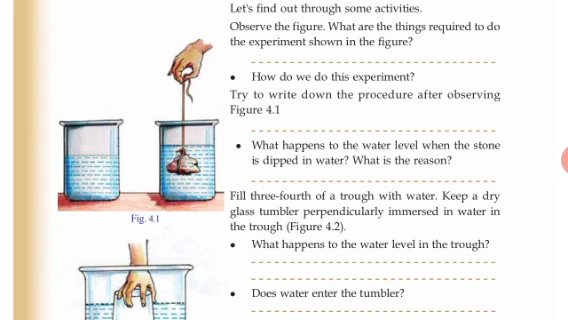 Let's find out through some activities.
Observe the figure. What are the things required to do
the experiment shown in the figure?
• How do we do this experiment?
Try to write down the procedure after observing
Figure 4.1
• What happens to the water level when the stone
is dipped in water? What is the reason?
Fig. 4.1
Fill three-fourth of a trough with water. Keep a dry
glass tumbler perpendicularly immersed in water in
the trough (Figure 4.2).
• What happens to the water level in the trough?
• Does water enter the tumbler?